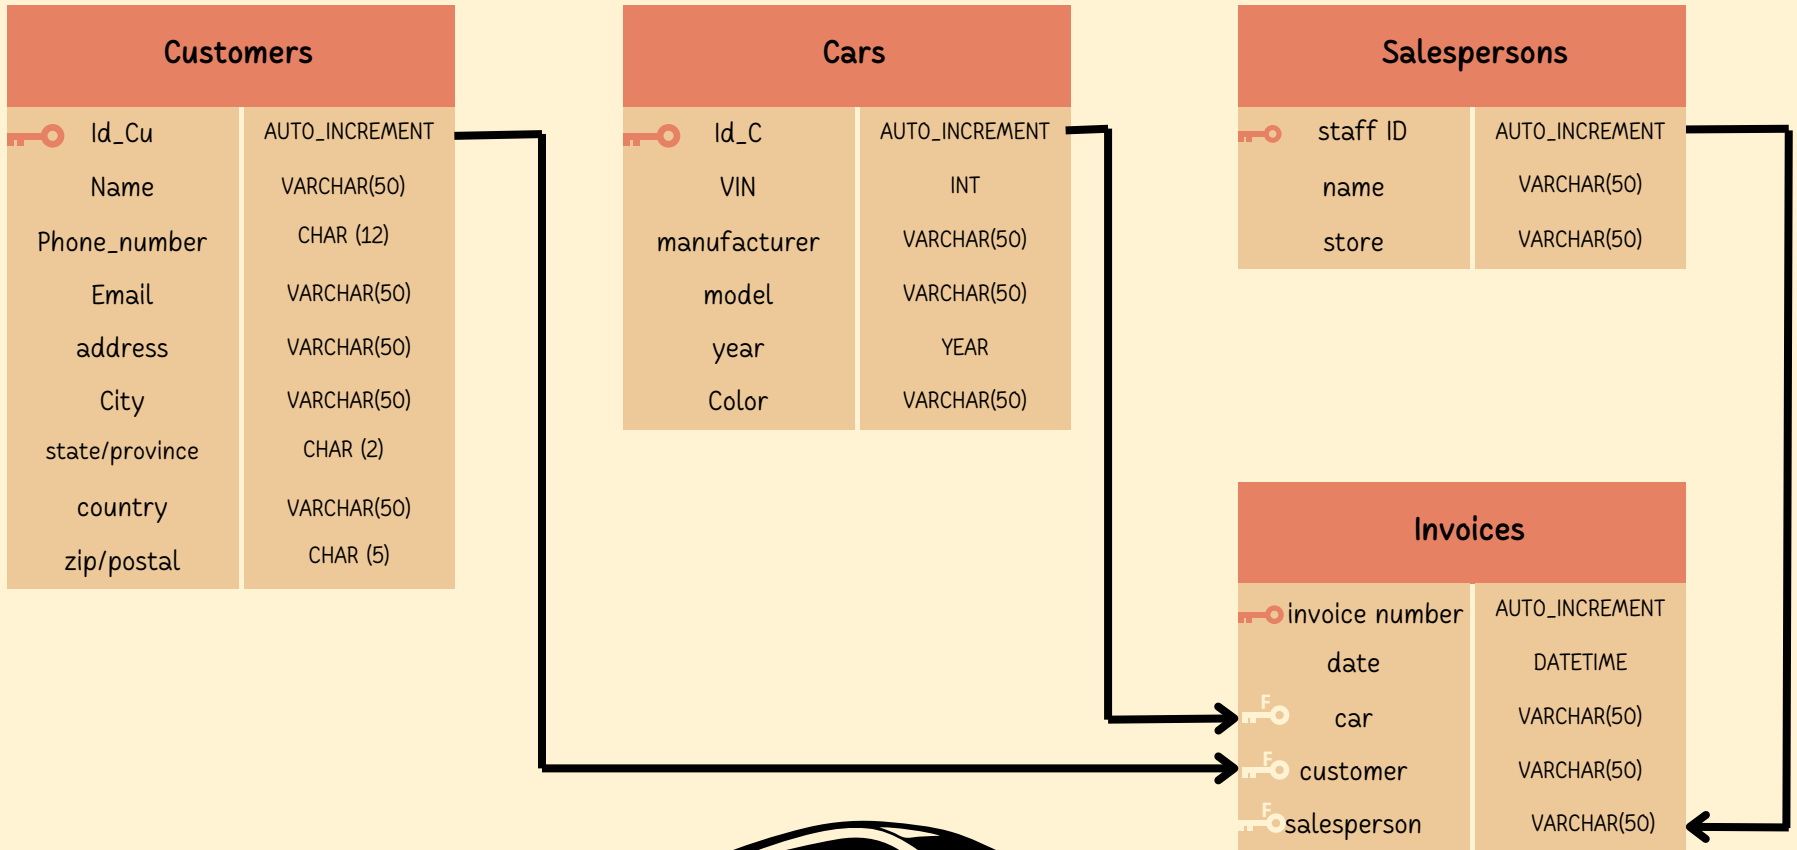 Customers
Id_Cu AUTO_INCREMENT
Name VARCHAR(50)
Phone_number CHAR (12)
Email VARCHAR(50)
address VARCHAR(50)
City VARCHAR(50)
state/province CHAR (2)
country VARCHAR(50)
zip/postal CHAR (5)
Cars
Id_C AUTO_INCREMENT
VIN INT
manufacturer VARCHAR(50)
model VARCHAR(50)
year YEAR
Color VARCHAR(50)
Salespersons
staff ID AUTO_INCREMENT
name VARCHAR(50)
store VARCHAR(50)
Invoices
invoice number AUTO_INCREMENT
date DATETIME
F car VARCHAR(50)
F customer VARCHAR(50)
F salesperson VARCHAR(50)